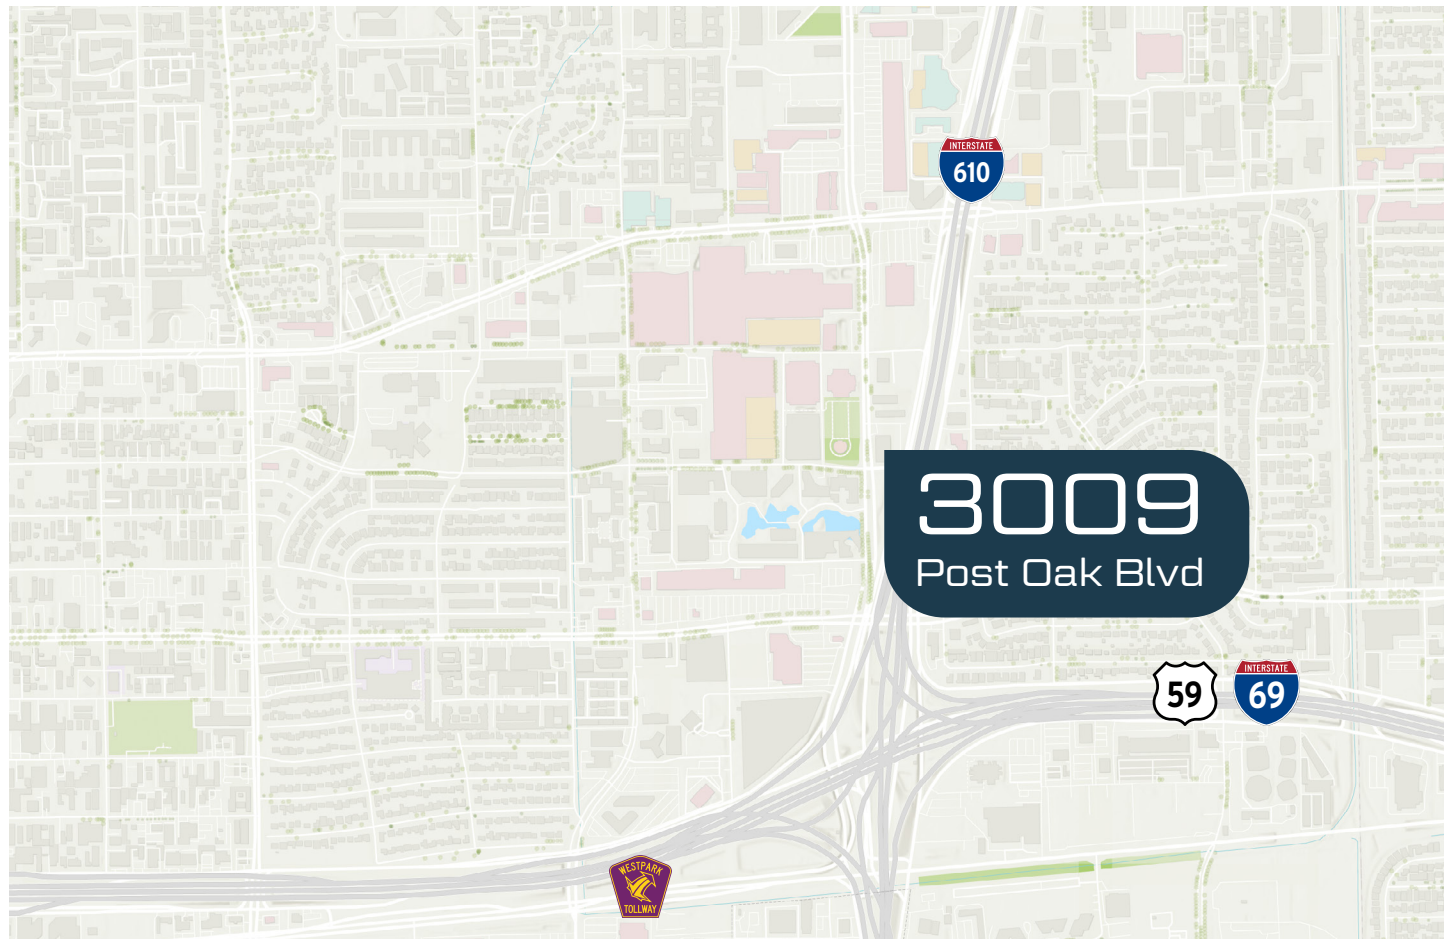 INTERSTATE
610
3009
Post Oak Blvd
59
INTERSTATE
69
WESTPARK
TOLLWAY